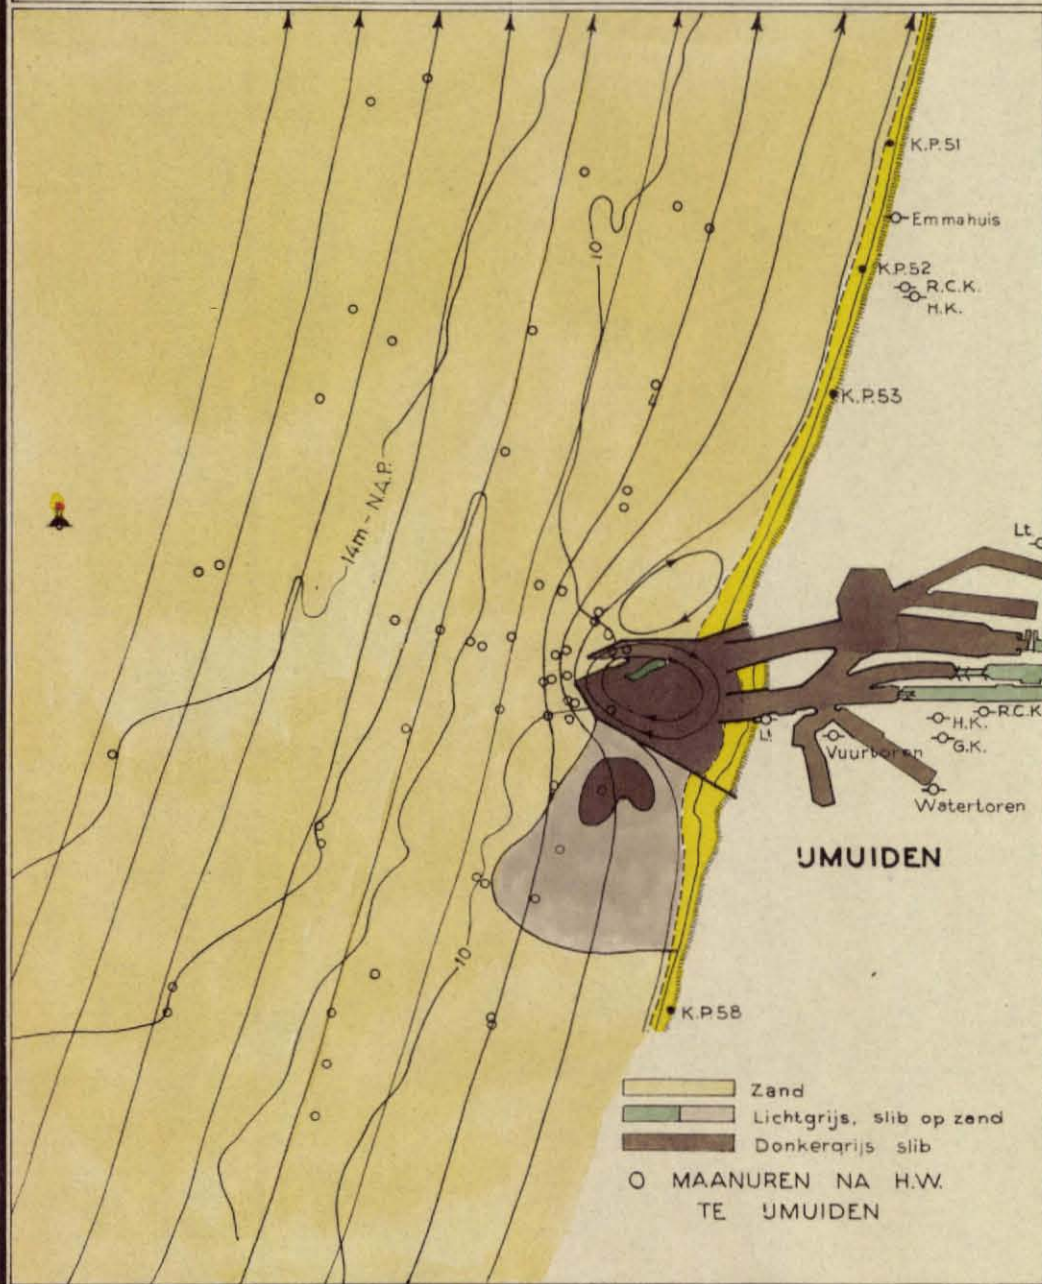 K.P.51
Emmahuis
10
K.P.52
R.C.K.
H.K.
K.P.53
14m-N.A.P.
Lt.
R.C.K
H.K.
Lt
Vuurtoren
G.K.
Watertoren
IJMUIDEN
10
K.P.58
Zand
Lichtgrijs, slib op zand
Donkergrijs slib
O MAANUREN NA H.W.
TE IJMUIDEN